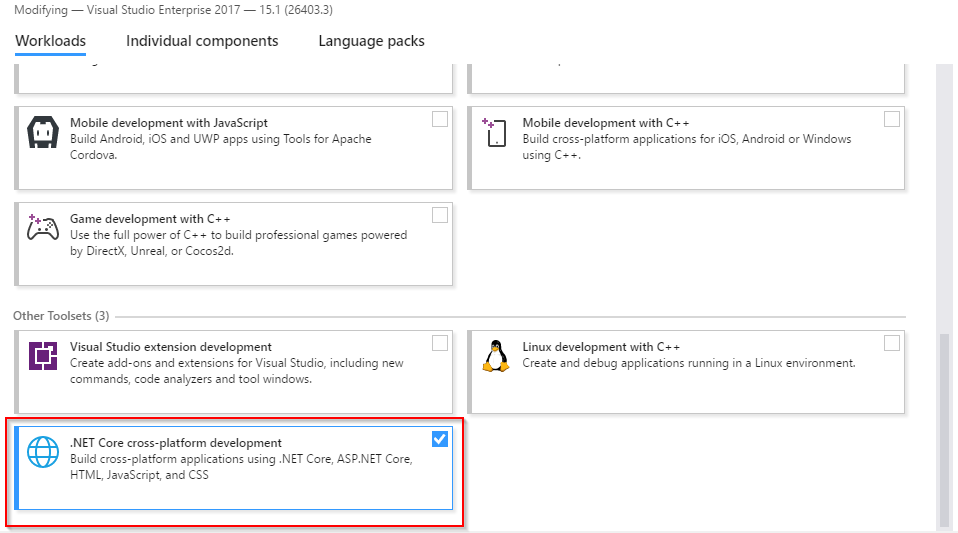 Modifying — Visual Studio Enterprise 2017 — 15.1 (26403.3)
Workloads Individual components Language packs
Mobile development with JavaScript
Build Android, iOS and UWP apps using Tools for Apache
Cordova.
Mobile development with C++
Build cross-platform applications for iOS, Android or Windows
using C++.
Game development with C++
Use the full power of C++ to build professional games powered
by DirectX, Unreal, or Cocos2d.
Other Toolsets (3)
Visual Studio extension development
Create add-ons and extensions for Visual Studio, including new
commands, code analyzers and tool windows.
Linux development with C++
Create and debug applications running in a Linux environment.
.NET Core cross-platform development
Build cross-platform applications using .NET Core, ASP.NET Core,
HTML, JavaScript, and CSS